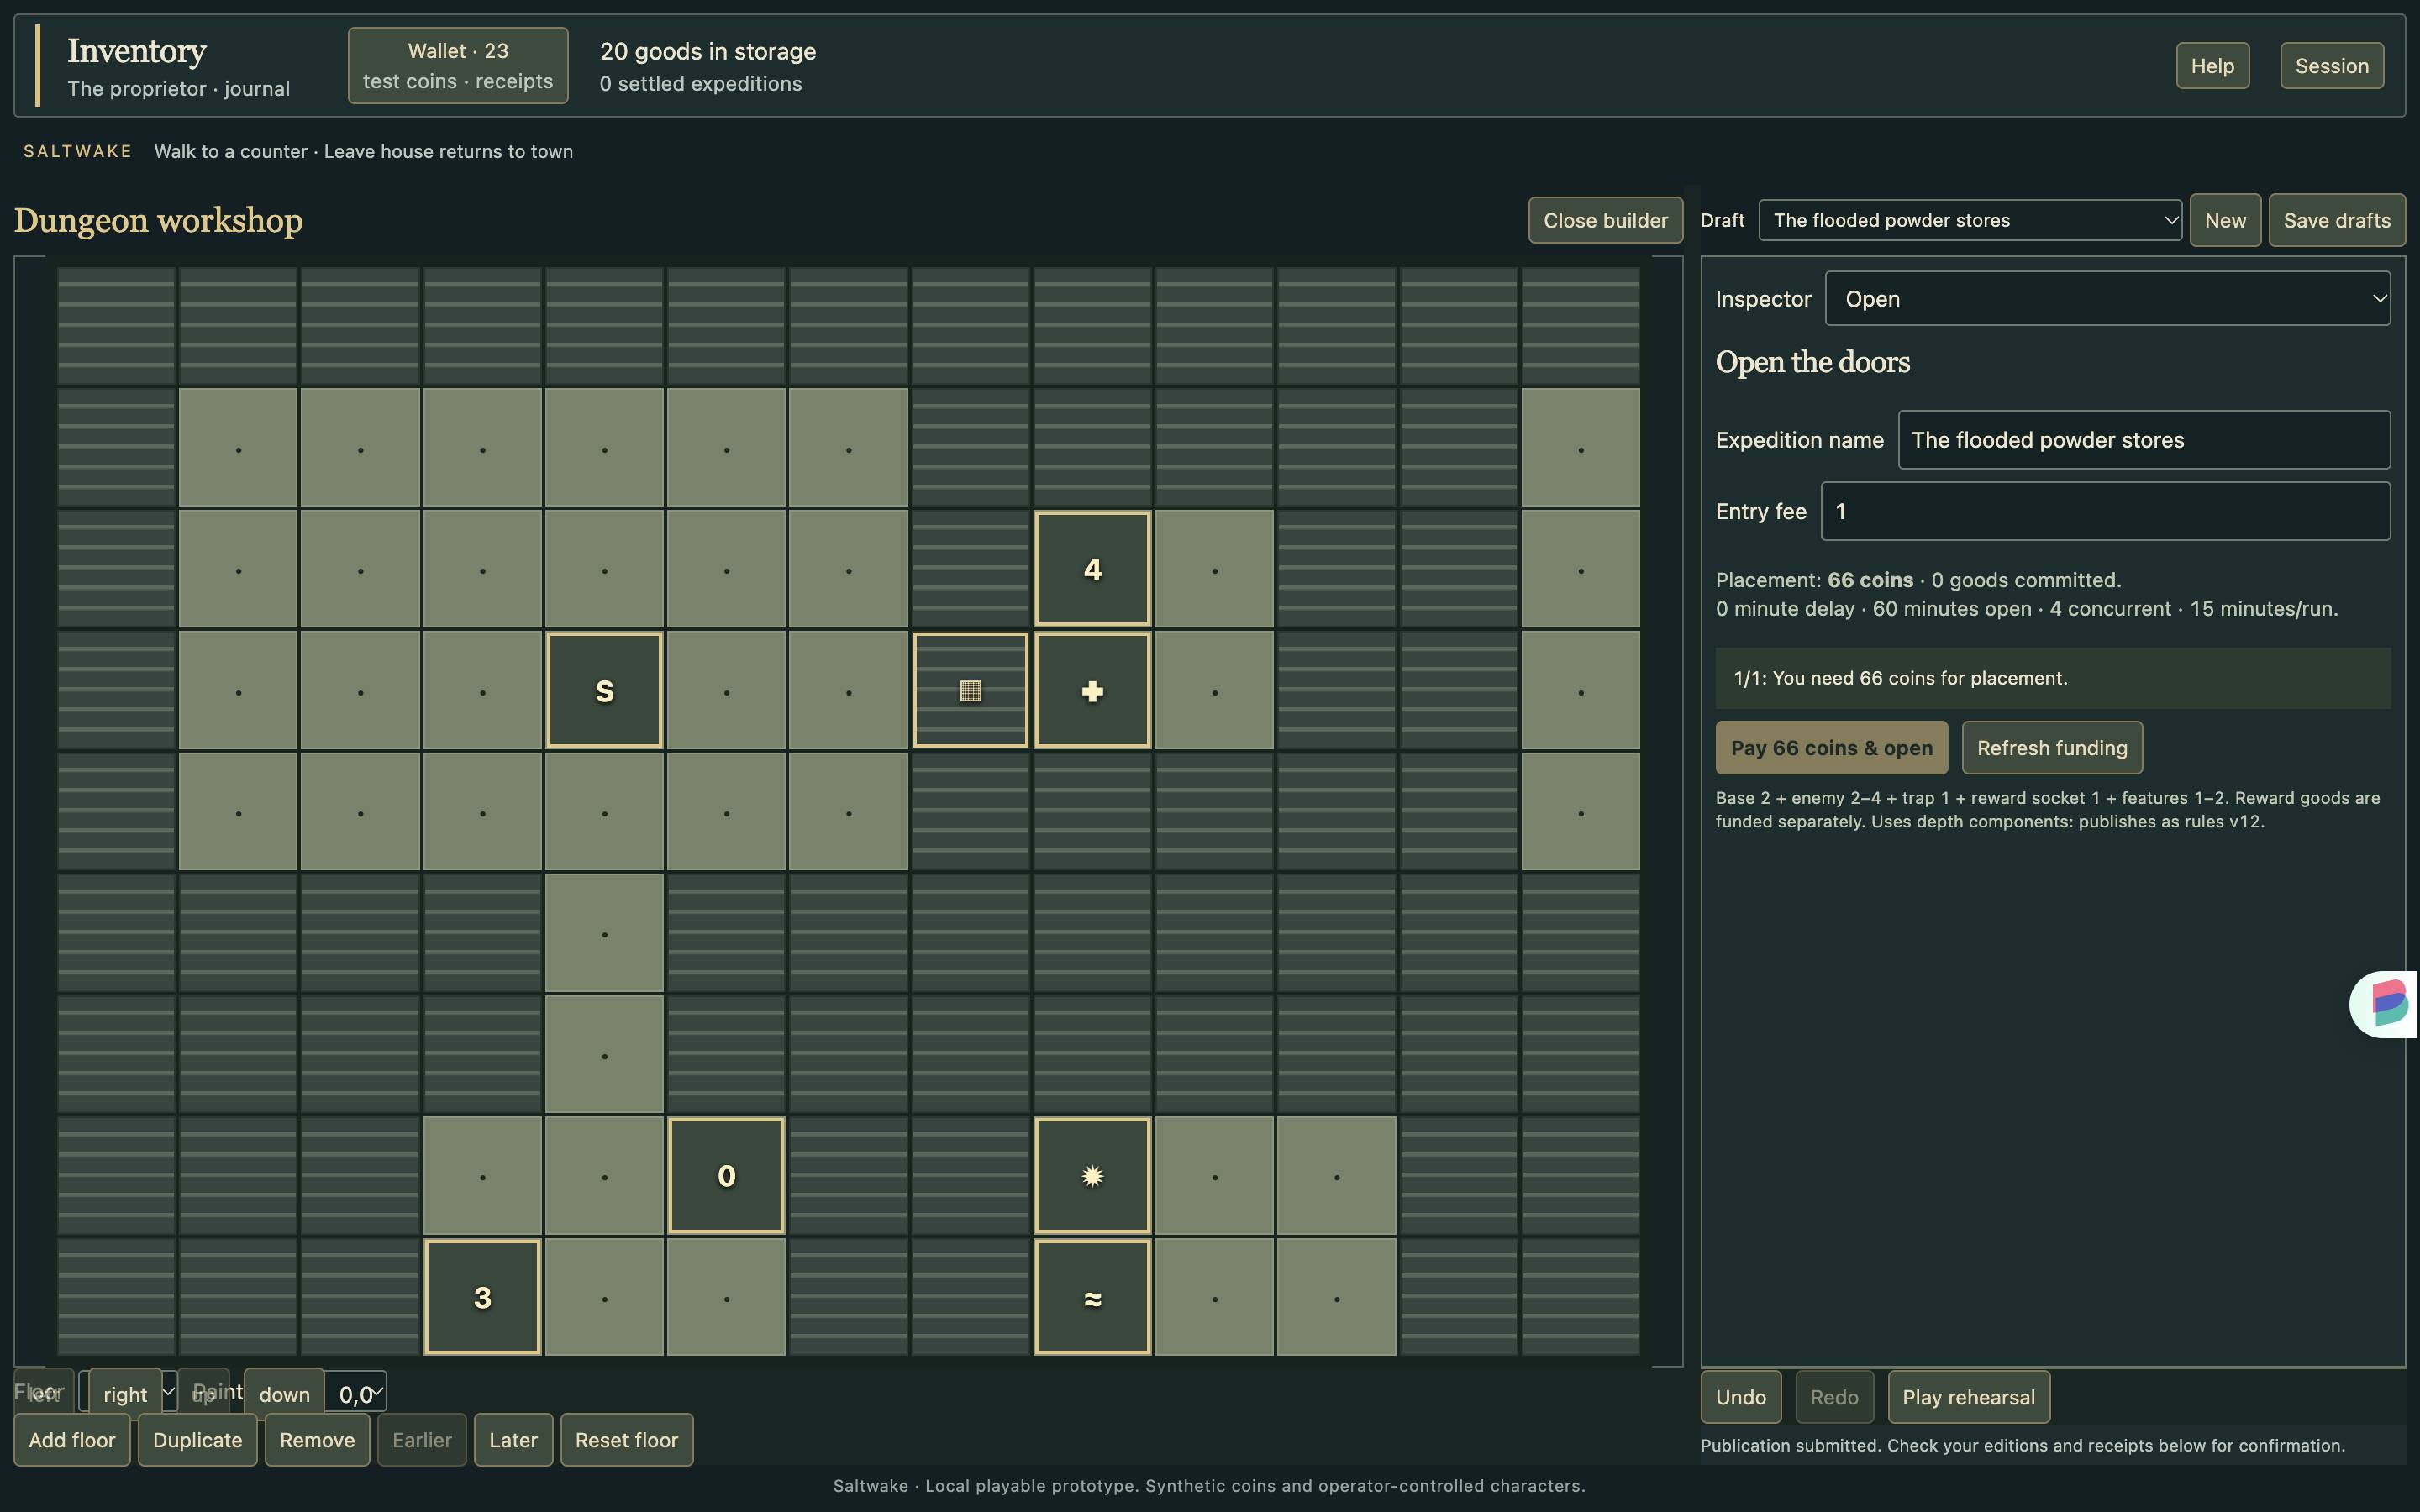 Inventory
The proprietor · journal
Wallet · 23
test coins · receipts
20 goods in storage
0 settled expeditions
Help
Session
SALTWAKE
Walk to a counter · Leave house returns to town
Dungeon workshop
Close builder
Draft
The flooded powder stores
New
Save drafts
Inspector
Open
Open the doors
Expedition name
The flooded powder stores
Entry fee
1
Placement: 66 coins · 0 goods committed.
0 minute delay · 60 minutes open · 4 concurrent · 15 minutes/run.
1/1: You need 66 coins for placement.
Pay 66 coins & open
Refresh funding
Base 2 + enemy 2–4 + trap 1 + reward socket 1 + features 1–2. Reward goods are
funded separately. Uses depth components: publishes as rules v12.
4
S
0
3
≈
Floor
left
right
up
Paint
down
0,0
Add floor
Duplicate
Remove
Earlier
Later
Reset floor
Undo
Redo
Play rehearsal
Publication submitted. Check your editions and receipts below for confirmation.
Saltwake · Local playable prototype. Synthetic coins and operator-controlled characters.